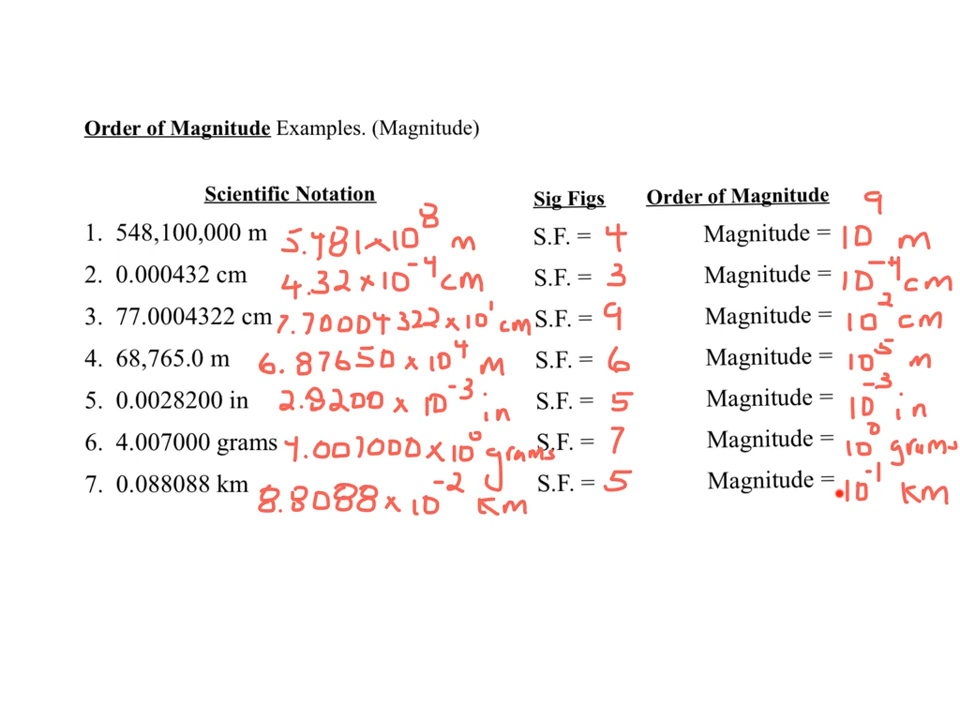 Order of Magnitude Examples. (Magnitude)
Scientific Notation Sig Figs Order of Magnitude
1. 548,100,000 m 5.481x10^8 m S.F. = 4 Magnitude = 10^9 m
2. 0.000432 cm 4.32x10^-4 cm S.F. = 3 Magnitude = 10^-4 cm
3. 77.0004322 cm 7.70004322x10^1 cm S.F. = 9 Magnitude = 10^2 cm
4. 68,765.0 m 6.87650x10^4 m S.F. = 6 Magnitude = 10^5 m
5. 0.0028200 in 2.8200 x 10^-3 in S.F. = 5 Magnitude = 10^-3 in
6. 4.007000 grams 4.007000x10^0 grams S.F. = 7 Magnitude = 10^0 grams
7. 0.088088 km 8.8088x10^-2 Km S.F. = 5 Magnitude = 10^-1 Km